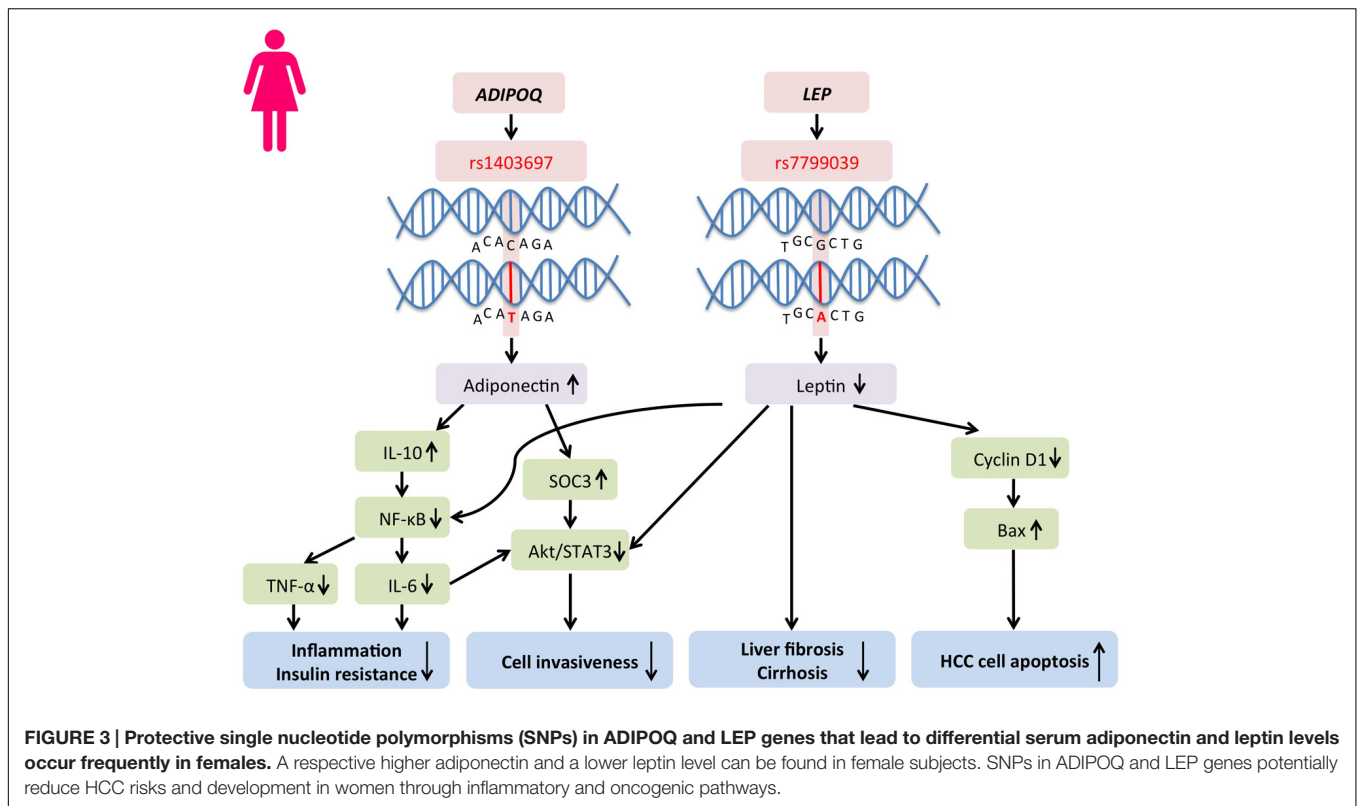 ADIPOQ
LEP
rs1403697
rs7799039
ACACAGA
TGCGCTG
ACATAGA
TGCACTG
Adiponectin ↑
Leptin ↓
IL-10 ↑
SOC3 ↑
Cyclin D1 ↓
NF-κB ↓
Akt/STAT3 ↓
Bax ↑
TNF-α ↓
IL-6 ↓
Inflammation
Insulin resistance ↓
Cell invasiveness ↓
Liver fibrosis
Cirrhosis ↓
HCC cell apoptosis ↑
FIGURE 3 | Protective single nucleotide polymorphisms (SNPs) in ADIPOQ and LEP genes that lead to differential serum adiponectin and leptin levels
occur frequently in females. A respective higher adiponectin and a lower leptin level can be found in female subjects. SNPs in ADIPOQ and LEP genes potentially
reduce HCC risks and development in women through inflammatory and oncogenic pathways.